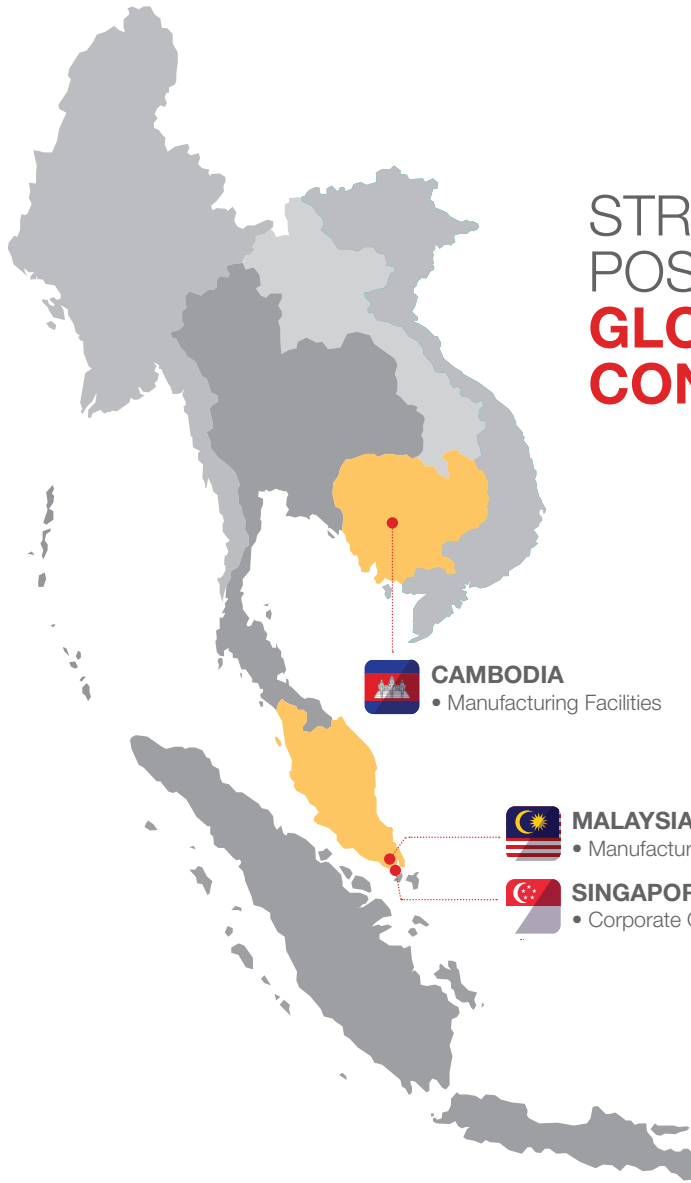 STR
POS
GLO
CON
CAMBODIA
• Manufacturing Facilities
MALAYSIA
• Manufactur
SINGAPOR
• Corporate